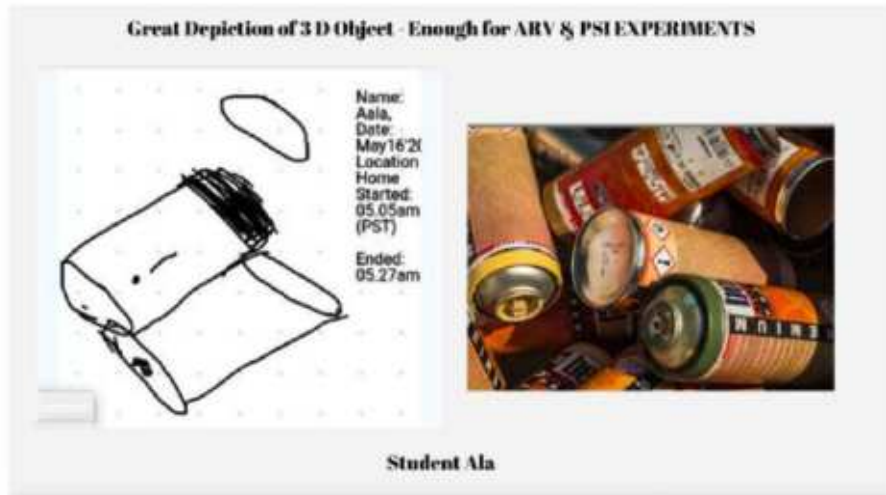 Great Depiction of 3 D Object - Enough for ARV & PSI EXPERIMENTS
Name:
Aala,
Date:
May16'20
Location
Home
Started:
05.05am
(PST)
Ended:
05.27am
Student Ala